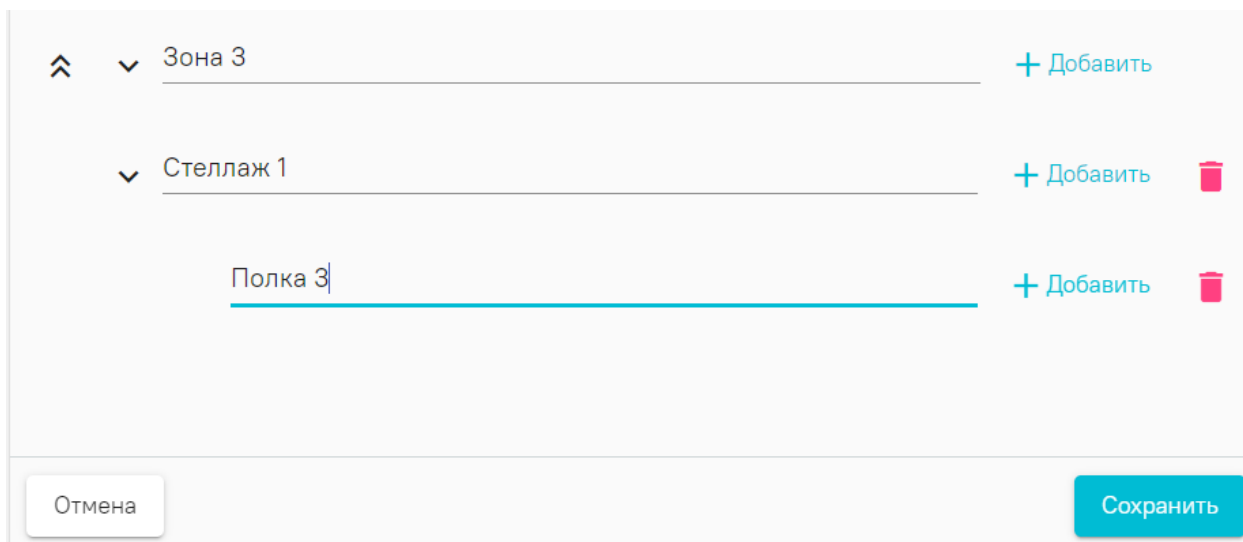 Зона 3
Добавить
Стеллаж 1
Добавить
Полка 3
Добавить
Отмена
Сохранить